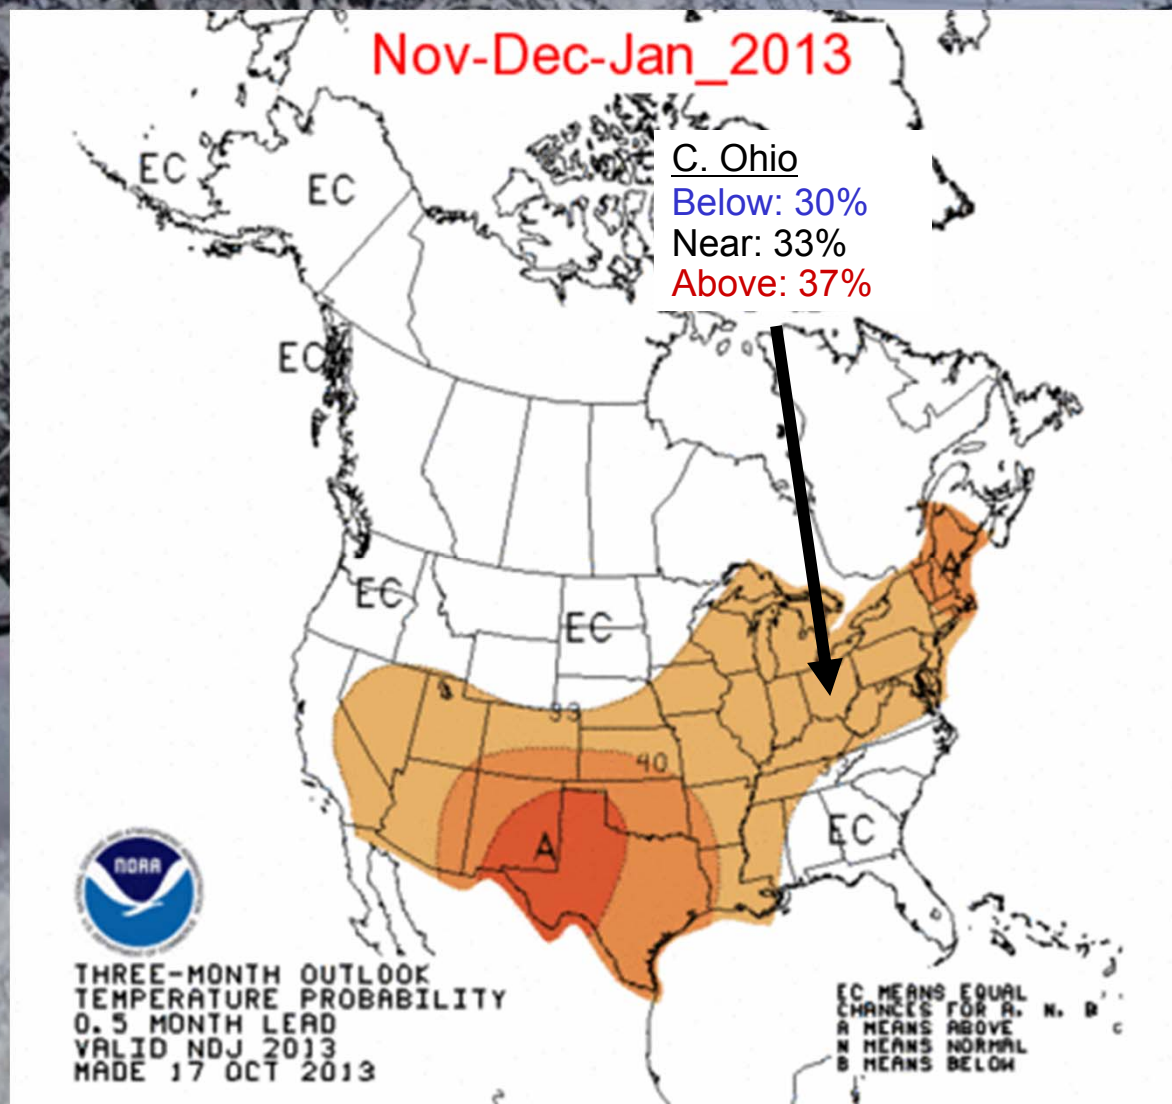 Nov-Dec-Jan_2013
C. Ohio
Below: 30%
Near: 33%
Above: 37%
EC
EC
EC
EC
EC
A
33
40
33
A
EC
NOAA
THREE-MONTH OUTLOOK
TEMPERATURE PROBABILITY
0.5 MONTH LEAD
VALID NDJ 2013
MADE 17 OCT 2013
EC MEANS EQUAL
CHANCES FOR A, N, B
A MEANS ABOVE
N MEANS NORMAL
B MEANS BELOW
C